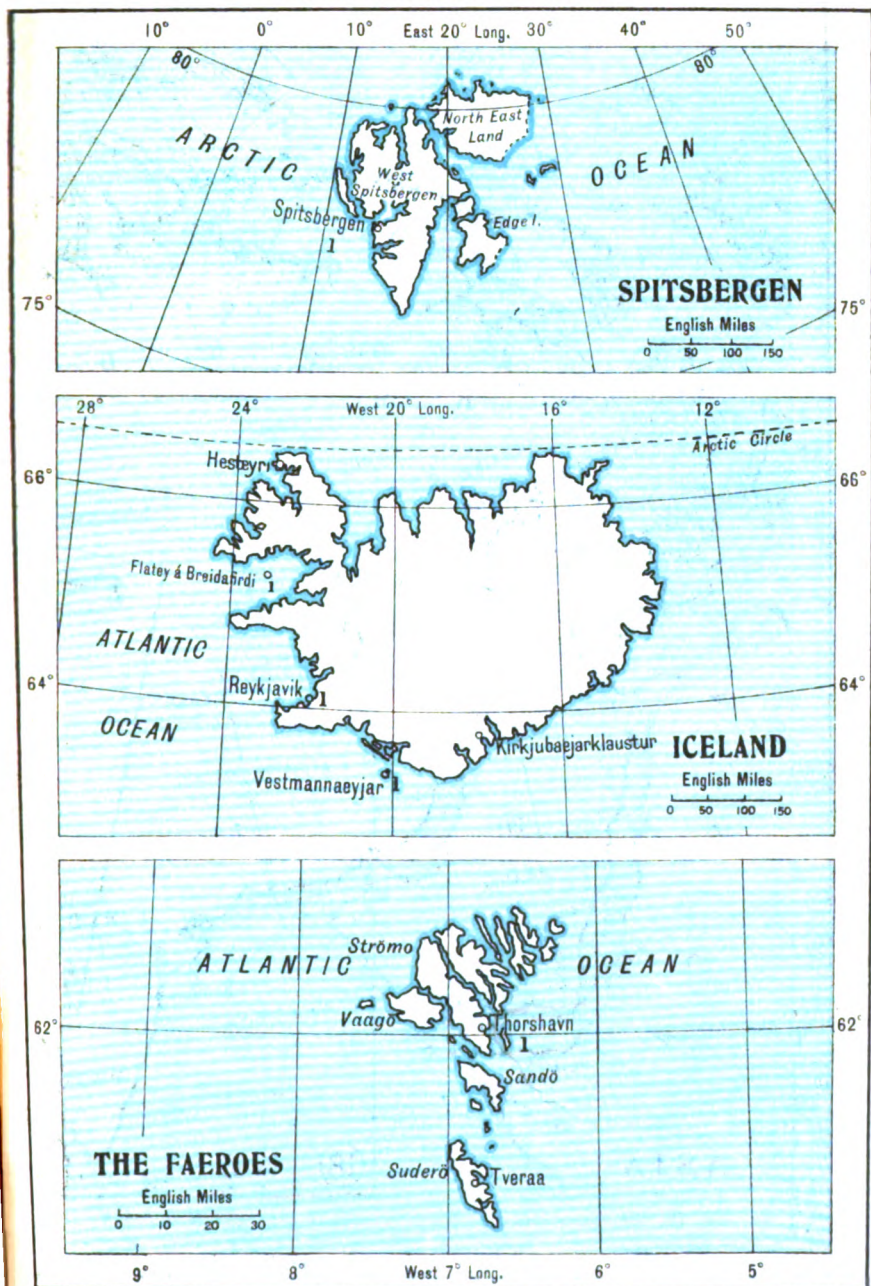 10° 0° 10° East 20° Long. 30° 40° 50°
80° 80°
ARCTIC OCEAN
North East
Land
West
Spitsbergen
Spitsbergen
1
Edge I.
75° 75°
SPITSBERGEN
English Miles
0 50 100 150
28° 24° West 20° Long. 16° 12°
Arctic Circle
Hesteyri
66° 66°
Flatey á Breidafirdi
1
ATLANTIC
OCEAN
64° 64°
Reykjavik
1
Kirkjubaejarklaustur
Vestmannaeyjar
1
ICELAND
English Miles
0 50 100 150
ATLANTIC OCEAN
Strömo
Vaagö
62° 62°
Thorshavn
1
Sandö
Suderö
Tveraa
THE FAEROES
English Miles
0 10 20 30
9° 8° West 7° Long. 6° 5°